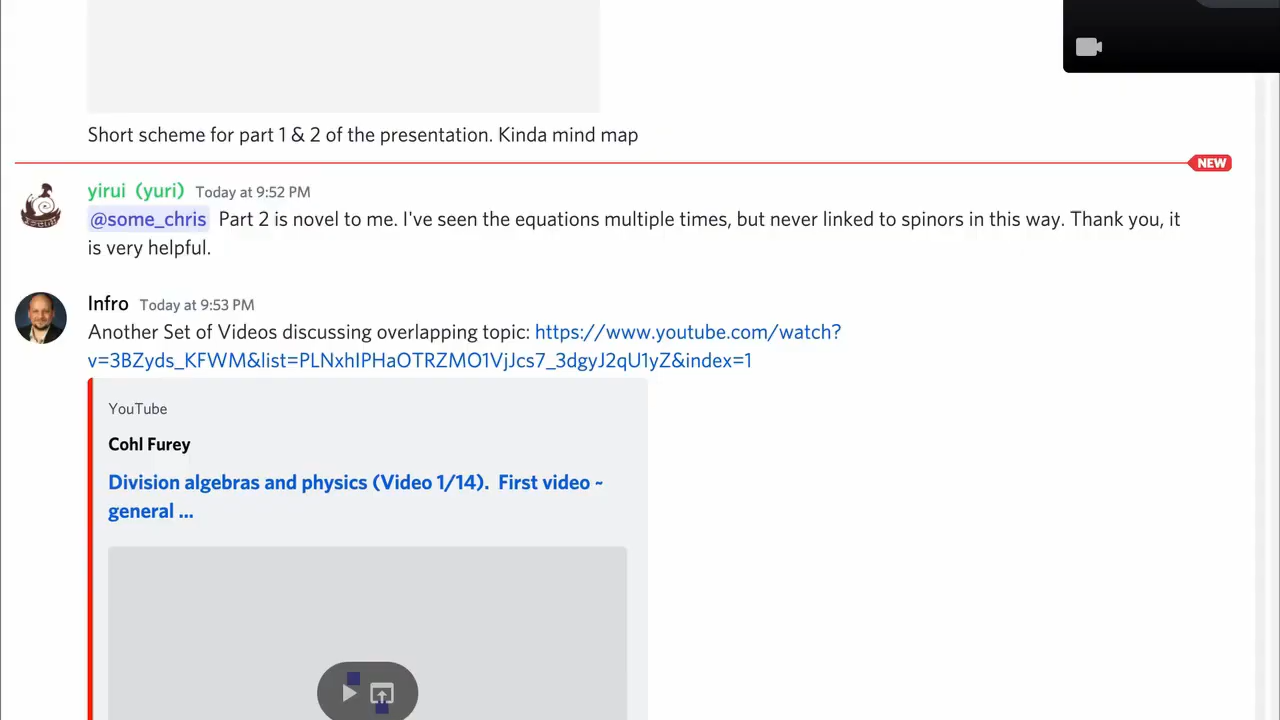 Short scheme for part 1 & 2 of the presentation. Kinda mind map
NEW
yirui (yuri) Today at 9:52 PM
@some_chris Part 2 is novel to me. I've seen the equations multiple times, but never linked to spinors in this way. Thank you, it
is very helpful.
Infro Today at 9:53 PM
Another Set of Videos discussing overlapping topic: https://www.youtube.com/watch?
v=3BZyds_KFWM&list=PLNxhIPHaOTRZMO1VjJcs7_3dgyJ2qU1yZ&index=1
YouTube
Cohl Furey
Division algebras and physics (Video 1/14). First video ~
general ...